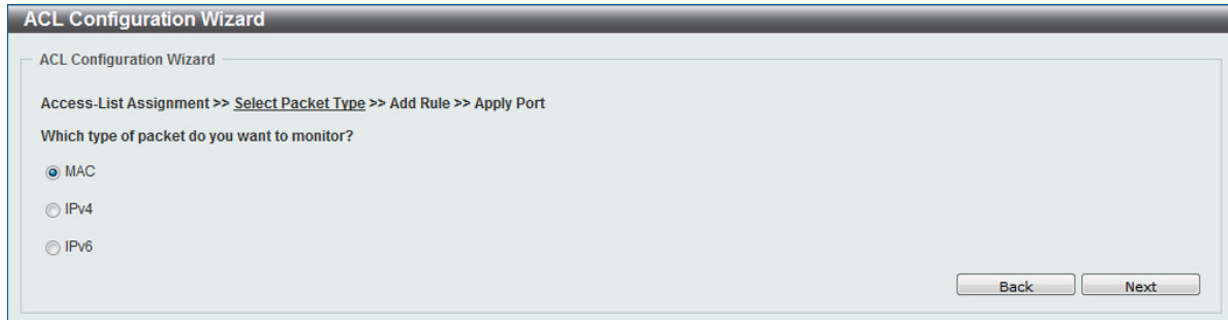 ACL Configuration Wizard
ACL Configuration Wizard
Access-List Assignment >> Select Packet Type >> Add Rule >> Apply Port
Which type of packet do you want to monitor?
MAC
IPv4
IPv6
Back Next